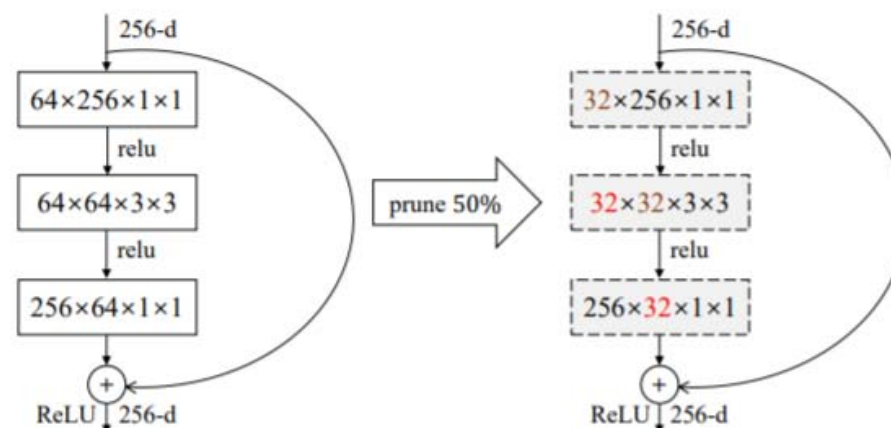 256-d
64×256×1×1
relu
64×64×3×3
relu
256×64×1×1
+
ReLU 256-d
prune 50%
256-d
32×256×1×1
relu
32×32×3×3
relu
256×32×1×1
+
ReLU 256-d